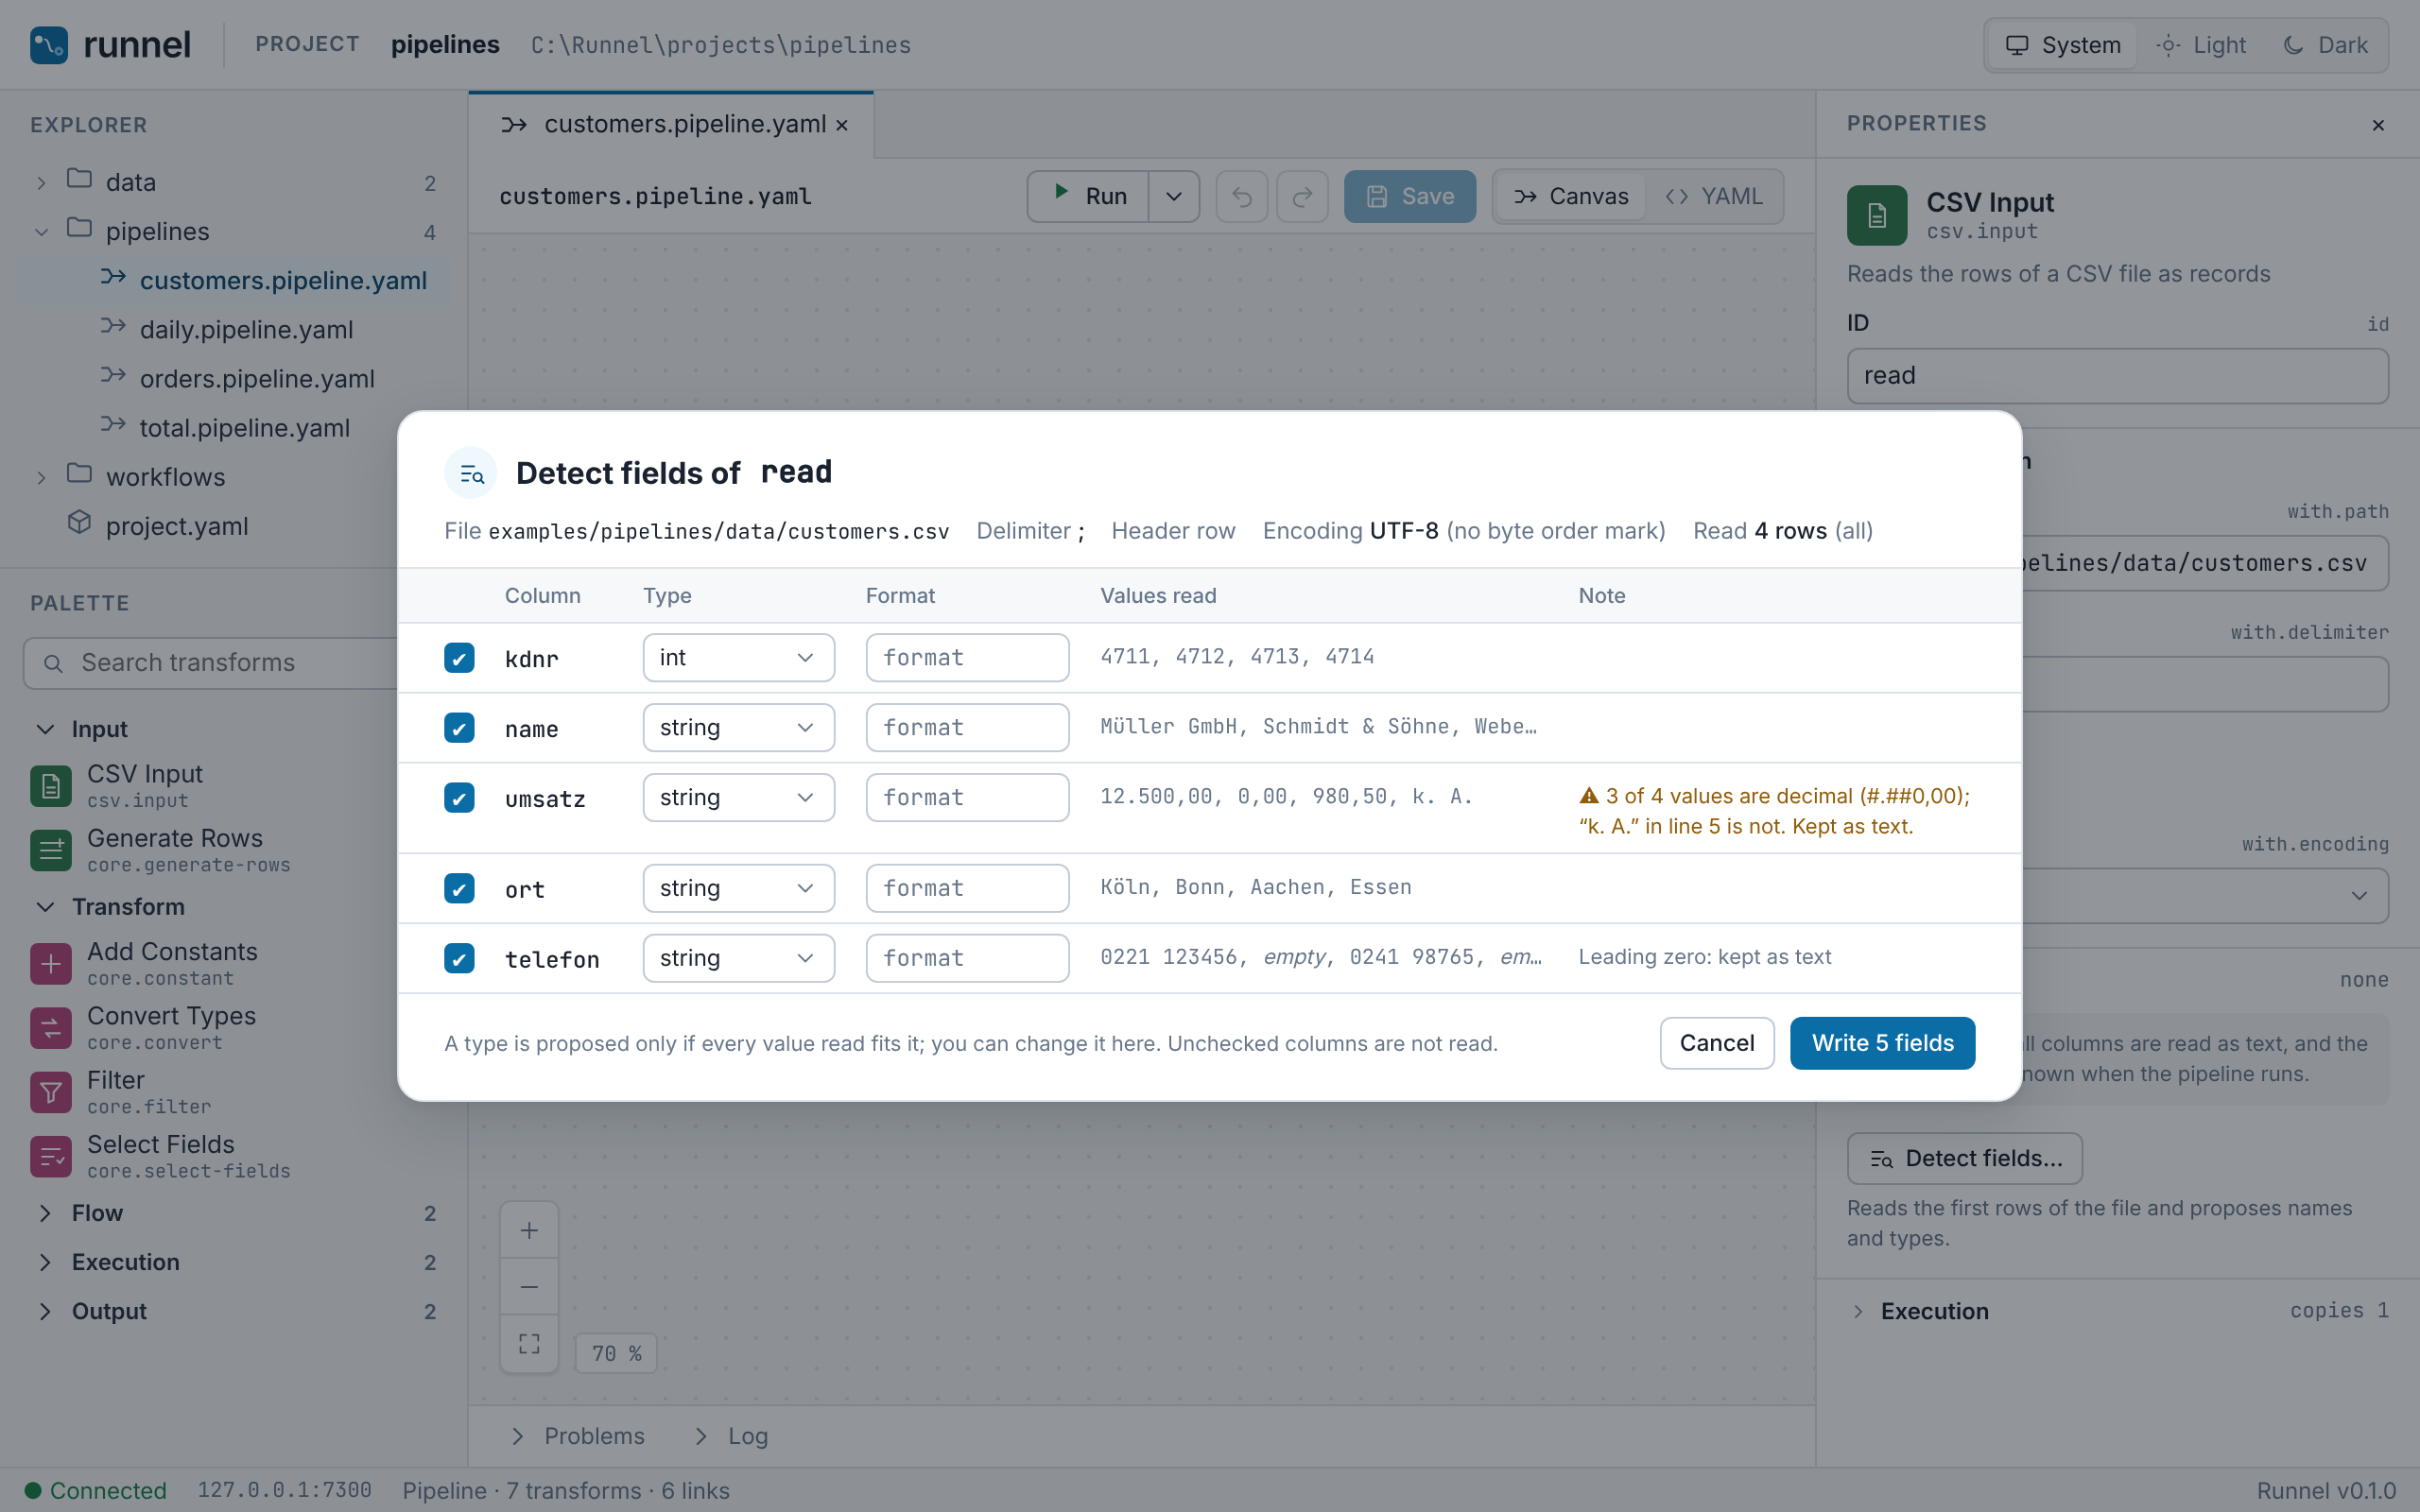 runnel
PROJECT pipelines C:\Runnel\projects\pipelines
System Light Dark
EXPLORER
data 2
pipelines 4
customers.pipeline.yaml
daily.pipeline.yaml
orders.pipeline.yaml
total.pipeline.yaml
workflows
project.yaml
PALETTE
Search transforms
Input
CSV Input
csv.input
Generate Rows
core.generate-rows
Transform
Add Constants
core.constant
Convert Types
core.convert
Filter
core.filter
Select Fields
core.select-fields
Flow 2
Execution 2
Output 2
customers.pipeline.yaml ×
customers.pipeline.yaml
Run Save Canvas YAML
Detect fields of read
File examples/pipelines/data/customers.csv Delimiter ; Header row Encoding UTF-8 (no byte order mark) Read 4 rows (all)
Column Type Format Values read Note
kdnr int format 4711, 4712, 4713, 4714
name string format Müller GmbH, Schmidt & Söhne, Webe…
umsatz string format 12.500,00, 0,00, 980,50, k. A. 3 of 4 values are decimal (#.##0,00);
“k. A.” in line 5 is not. Kept as text.
ort string format Köln, Bonn, Aachen, Essen
telefon string format 0221 123456, empty, 0241 98765, em… Leading zero: kept as text
A type is proposed only if every value read fits it; you can change it here. Unchecked columns are not read.
Cancel Write 5 fields
70 %
Problems Log
PROPERTIES ×
CSV Input
csv.input
Reads the rows of a CSV file as records
ID id
read
with.path
pelines/data/customers.csv
with.delimiter
with.encoding
none
ll columns are read as text, and the
nown when the pipeline runs.
Detect fields…
Reads the first rows of the file and proposes names
and types.
Execution copies 1
Connected 127.0.0.1:7300 Pipeline · 7 transforms · 6 links
Runnel v0.1.0